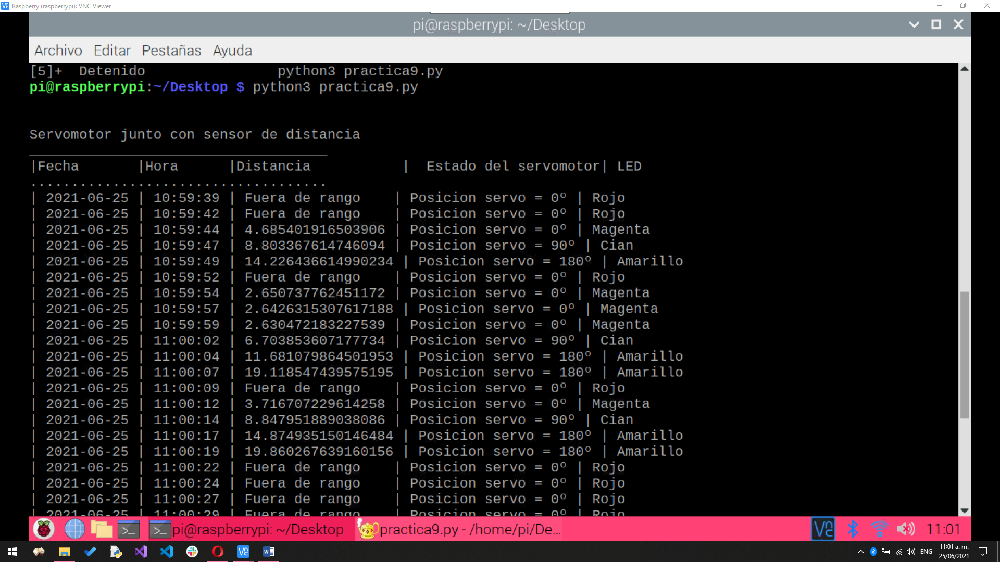 Raspberry (raspberrypi): VNC Viewer
pi@raspberrypi: ~/Desktop
Archivo Editar Pestañas Ayuda
[5]+  Detenido                python3 practica9.py
pi@raspberrypi:~/Desktop $ python3 practica9.py
Servomotor junto con sensor de distancia
____________________________________
|Fecha       |Hora      |Distancia           |  Estado del servomotor| LED
....................................
| 2021-06-25 | 10:59:39 | Fuera de rango    | Posicion servo = 0º | Rojo
| 2021-06-25 | 10:59:42 | Fuera de rango    | Posicion servo = 0º | Rojo
| 2021-06-25 | 10:59:44 | 4.685401916503906 | Posicion servo = 0º | Magenta
| 2021-06-25 | 10:59:47 | 8.803367614746094 | Posicion servo = 90º | Cian
| 2021-06-25 | 10:59:49 | 14.226436614990234 | Posicion servo = 180º | Amarillo
| 2021-06-25 | 10:59:52 | Fuera de rango    | Posicion servo = 0º | Rojo
| 2021-06-25 | 10:59:54 | 2.650737762451172 | Posicion servo = 0º | Magenta
| 2021-06-25 | 10:59:57 | 2.6426315307617188 | Posicion servo = 0º | Magenta
| 2021-06-25 | 10:59:59 | 2.630472183227539 | Posicion servo = 0º | Magenta
| 2021-06-25 | 11:00:02 | 6.703853607177734 | Posicion servo = 90º | Cian
| 2021-06-25 | 11:00:04 | 11.681079864501953 | Posicion servo = 180º | Amarillo
| 2021-06-25 | 11:00:07 | 19.118547439575195 | Posicion servo = 180º | Amarillo
| 2021-06-25 | 11:00:09 | Fuera de rango    | Posicion servo = 0º | Rojo
| 2021-06-25 | 11:00:12 | 3.716707229614258 | Posicion servo = 0º | Magenta
| 2021-06-25 | 11:00:14 | 8.847951889038086 | Posicion servo = 90º | Cian
| 2021-06-25 | 11:00:17 | 14.874935150146484 | Posicion servo = 180º | Amarillo
| 2021-06-25 | 11:00:19 | 19.860267639160156 | Posicion servo = 180º | Amarillo
| 2021-06-25 | 11:00:22 | Fuera de rango    | Posicion servo = 0º | Rojo
| 2021-06-25 | 11:00:24 | Fuera de rango    | Posicion servo = 0º | Rojo
| 2021-06-25 | 11:00:27 | Fuera de rango    | Posicion servo = 0º | Rojo
| 2021-06-25 | 11:00:29 | Fuera de rango    | Posicion servo = 0º | Rojo
pi@raspberrypi: ~/Desktop practica9.py - /home/pi/De... 11:01
ENG 11:01 a. m.
25/06/2021